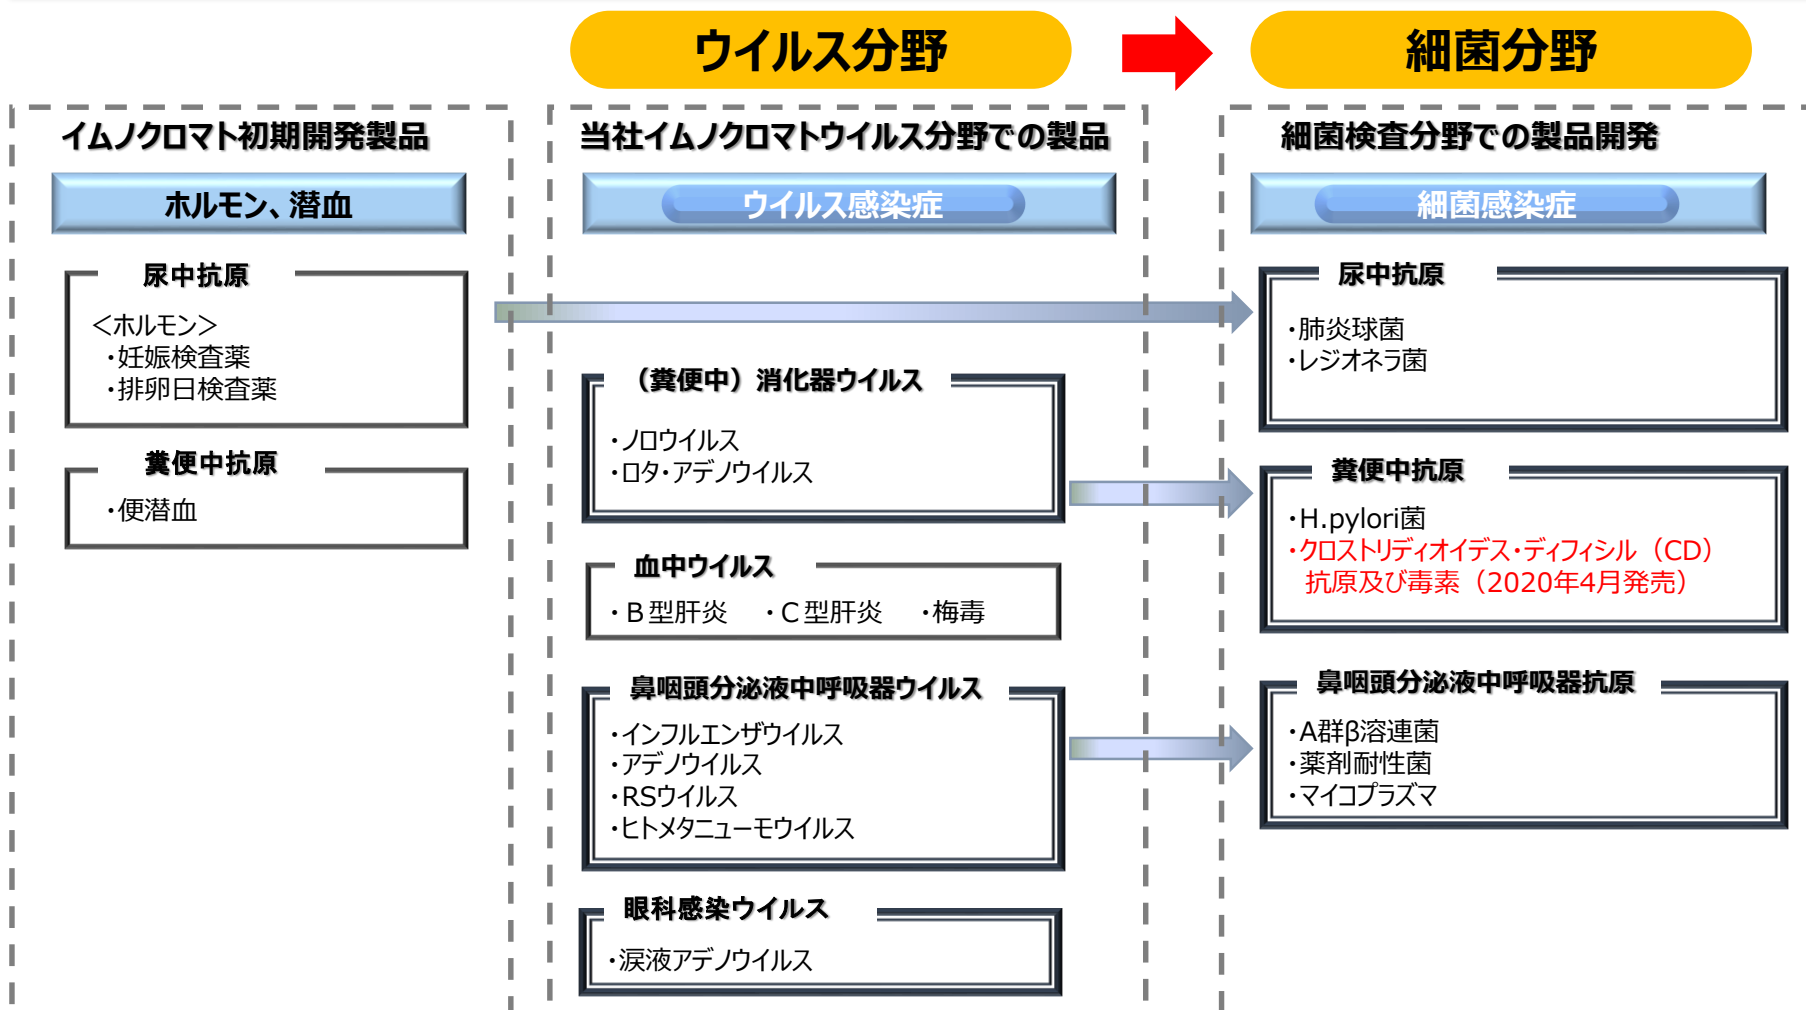 ウイルス分野
細菌分野
イムノクロマト初期開発製品
ホルモン、潜血
尿中抗原
＜ホルモン＞
・妊娠検査薬
・排卵日検査薬
糞便中抗原
・便潜血
当社イムノクロマトウイルス分野での製品
ウイルス感染症
（糞便中）消化器ウイルス
・ノロウイルス
・ロタ・アデノウイルス
血中ウイルス
・Ｂ型肝炎　・Ｃ型肝炎　・梅毒
鼻咽頭分泌液中呼吸器ウイルス
・インフルエンザウイルス
・アデノウイルス
・RSウイルス
・ヒトメタニューモウイルス
眼科感染ウイルス
・涙液アデノウイルス
細菌検査分野での製品開発
細菌感染症
尿中抗原
・肺炎球菌
・レジオネラ菌
糞便中抗原
・H.pylori菌
・クロストリディオイデス・ディフィシル（CD）
抗原及び毒素（2020年4月発売）
鼻咽頭分泌液中呼吸器抗原
・A群β溶連菌
・薬剤耐性菌
・マイコプラズマ